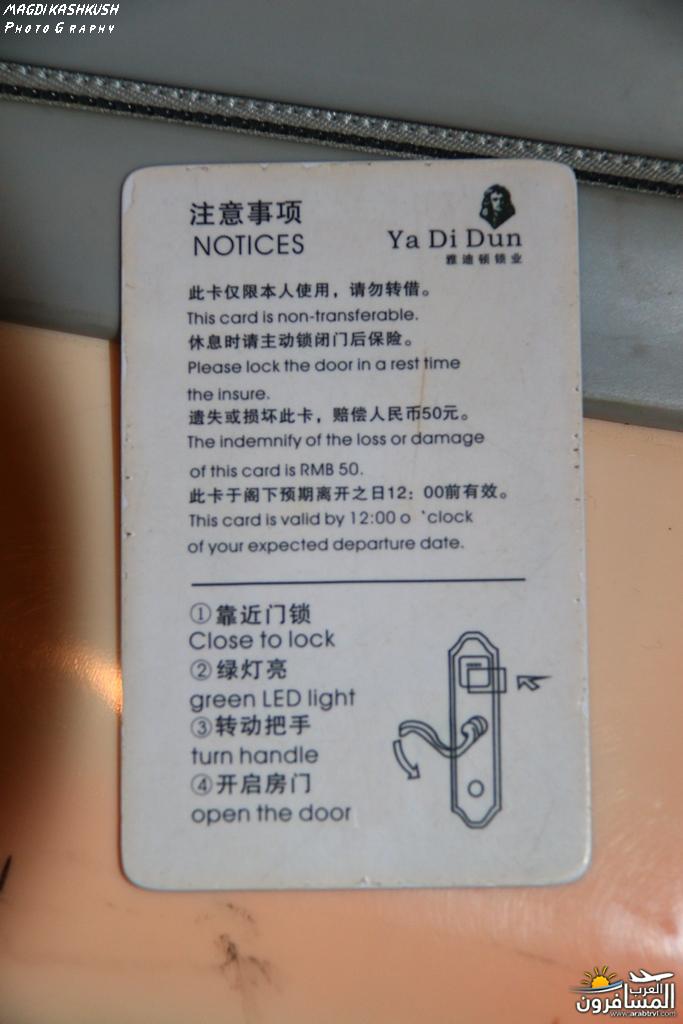 MAGDI KASHKUSH
PHOTOGRAPHY
注意事项
NOTICES
Ya Di Dun
雅迪顿锁业
此卡仅限本人使用，请勿转借。
This card is non-transferable.
休息时请主动锁闭门后保险。
Please lock the door in a rest time
the insure.
遗失或损坏此卡，赔偿人民币50元。
The indemnify of the loss or damage
of this card is RMB 50.
此卡于阁下预期离开之日12：00前有效。
This card is valid by 12:00 o ‘clock
of your expected departure date.
①靠近门锁
Close to lock
②绿灯亮
green LED light
③转动把手
turn handle
④开启房门
open the door
العرب
المسافرون
www.arabtrvl.com